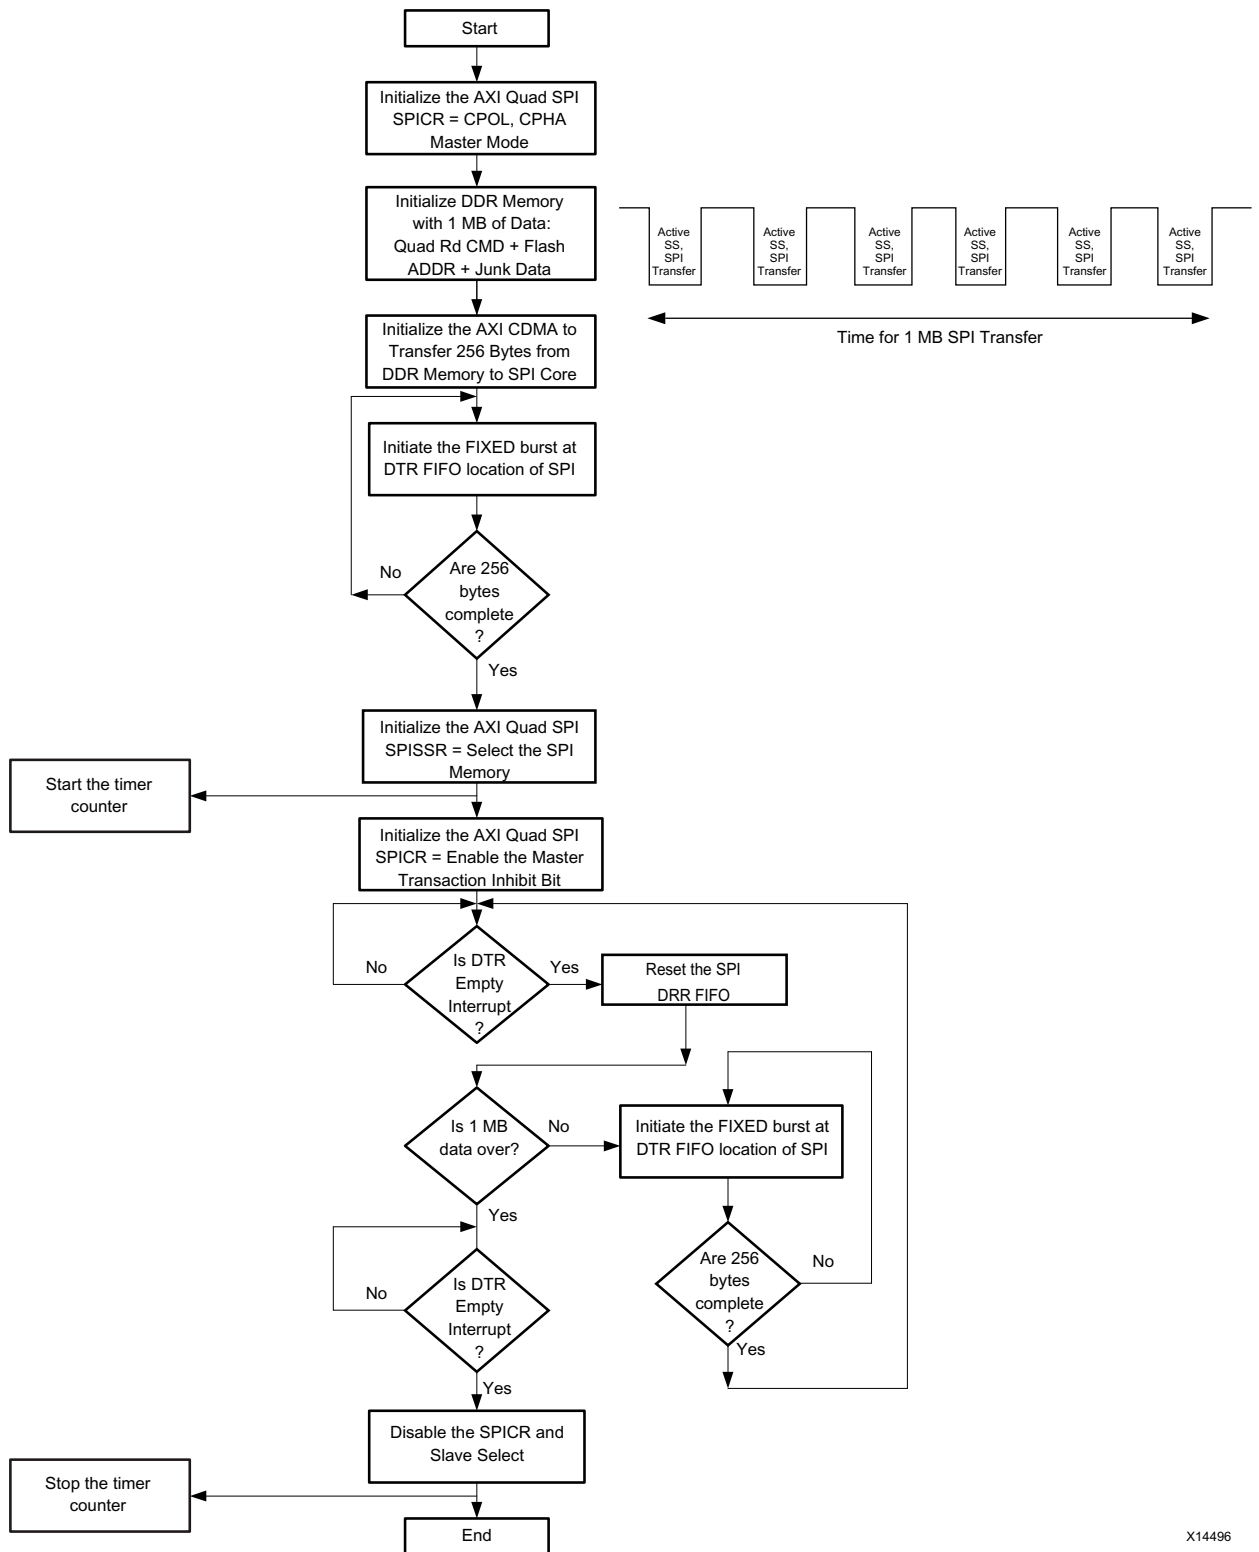 Start
Initialize the AXI Quad SPI
SPICR = CPOL, CPHA
Master Mode
Initialize DDR Memory
with 1 MB of Data:
Quad Rd CMD + Flash
ADDR + Junk Data
Active
SS,
SPI
Transfer
Active
SS,
SPI
Transfer
Active
SS,
SPI
Transfer
Active
SS,
SPI
Transfer
Active
SS,
SPI
Transfer
Active
SS,
SPI
Transfer
Time for 1 MB SPI Transfer
Initialize the AXI CDMA to
Transfer 256 Bytes from
DDR Memory to SPI Core
Initiate the FIXED burst at
DTR FIFO location of SPI
No
Are 256
bytes
complete
?
Yes
Initialize the AXI Quad SPI
SPISSR = Select the SPI
Memory
Start the timer
counter
Initialize the AXI Quad SPI
SPICR = Enable the Master
Transaction Inhibit Bit
No
Is DTR
Empty
Interrupt
?
Yes
Reset the SPI
DRR FIFO
Is 1 MB
data over?
No
Initiate the FIXED burst at
DTR FIFO location of SPI
Yes
Are 256
bytes
complete
?
No
Yes
No
Is DTR
Empty
Interrupt
?
Yes
Disable the SPICR and
Slave Select
Stop the timer
counter
End
X14496